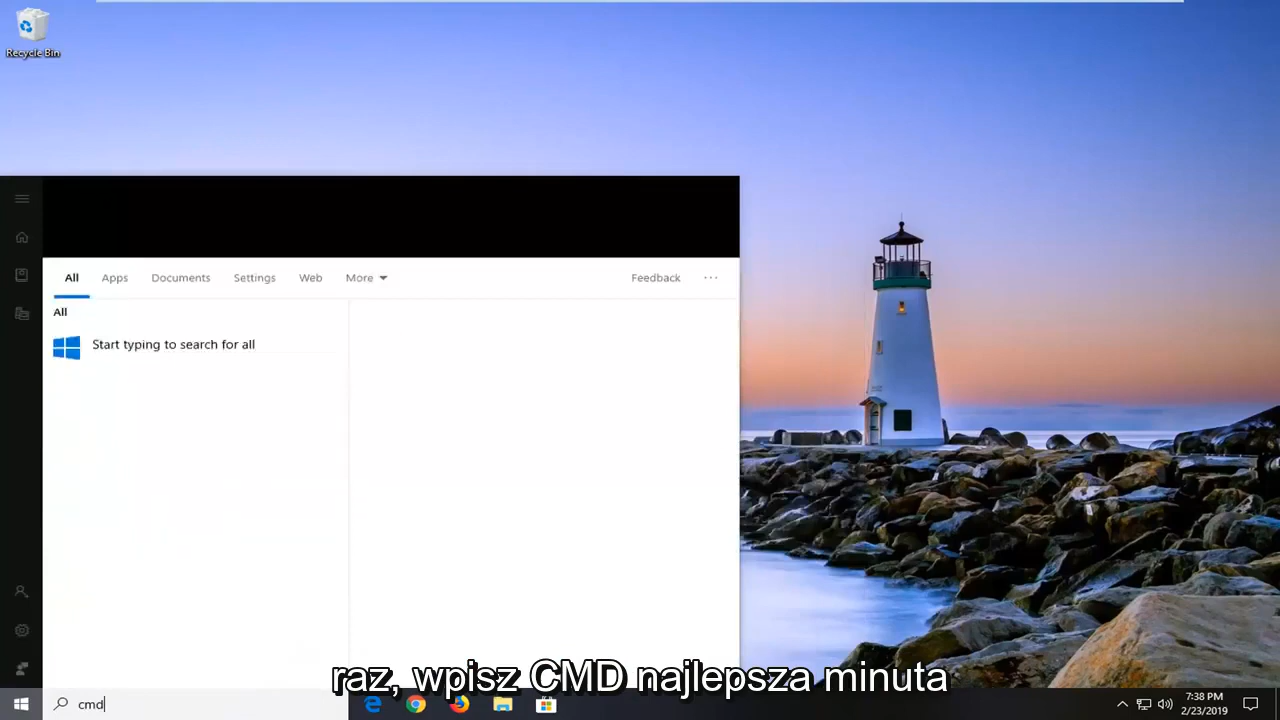 Recycle Bin
All Apps Documents Settings Web More Feedback ...
All
Start typing to search for all
raz, wpisz CMD najlepsza minuta
cmd
7:38 PM
2/23/2019